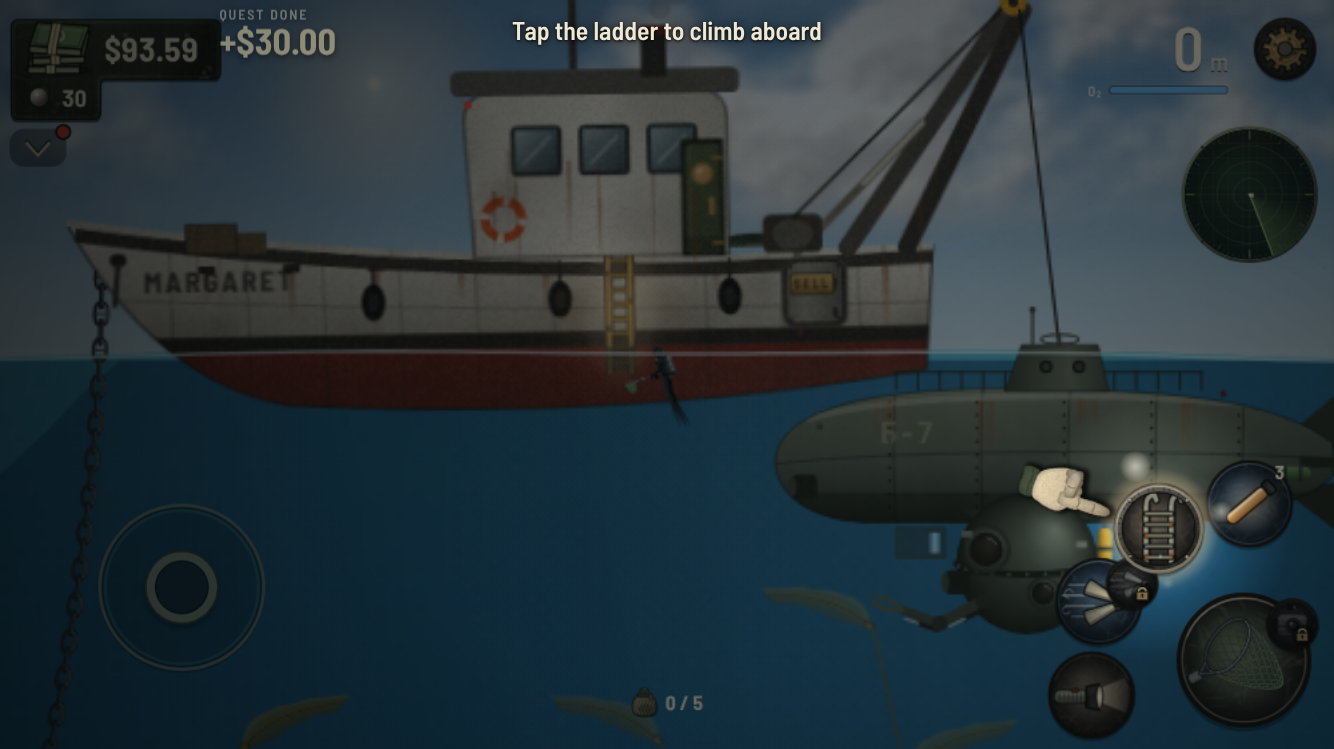 QUEST DONE
+$30.00
$93.59
30
Tap the ladder to climb aboard
0 m
O₂
MARGARET
SELL
Б-7
3
0/5